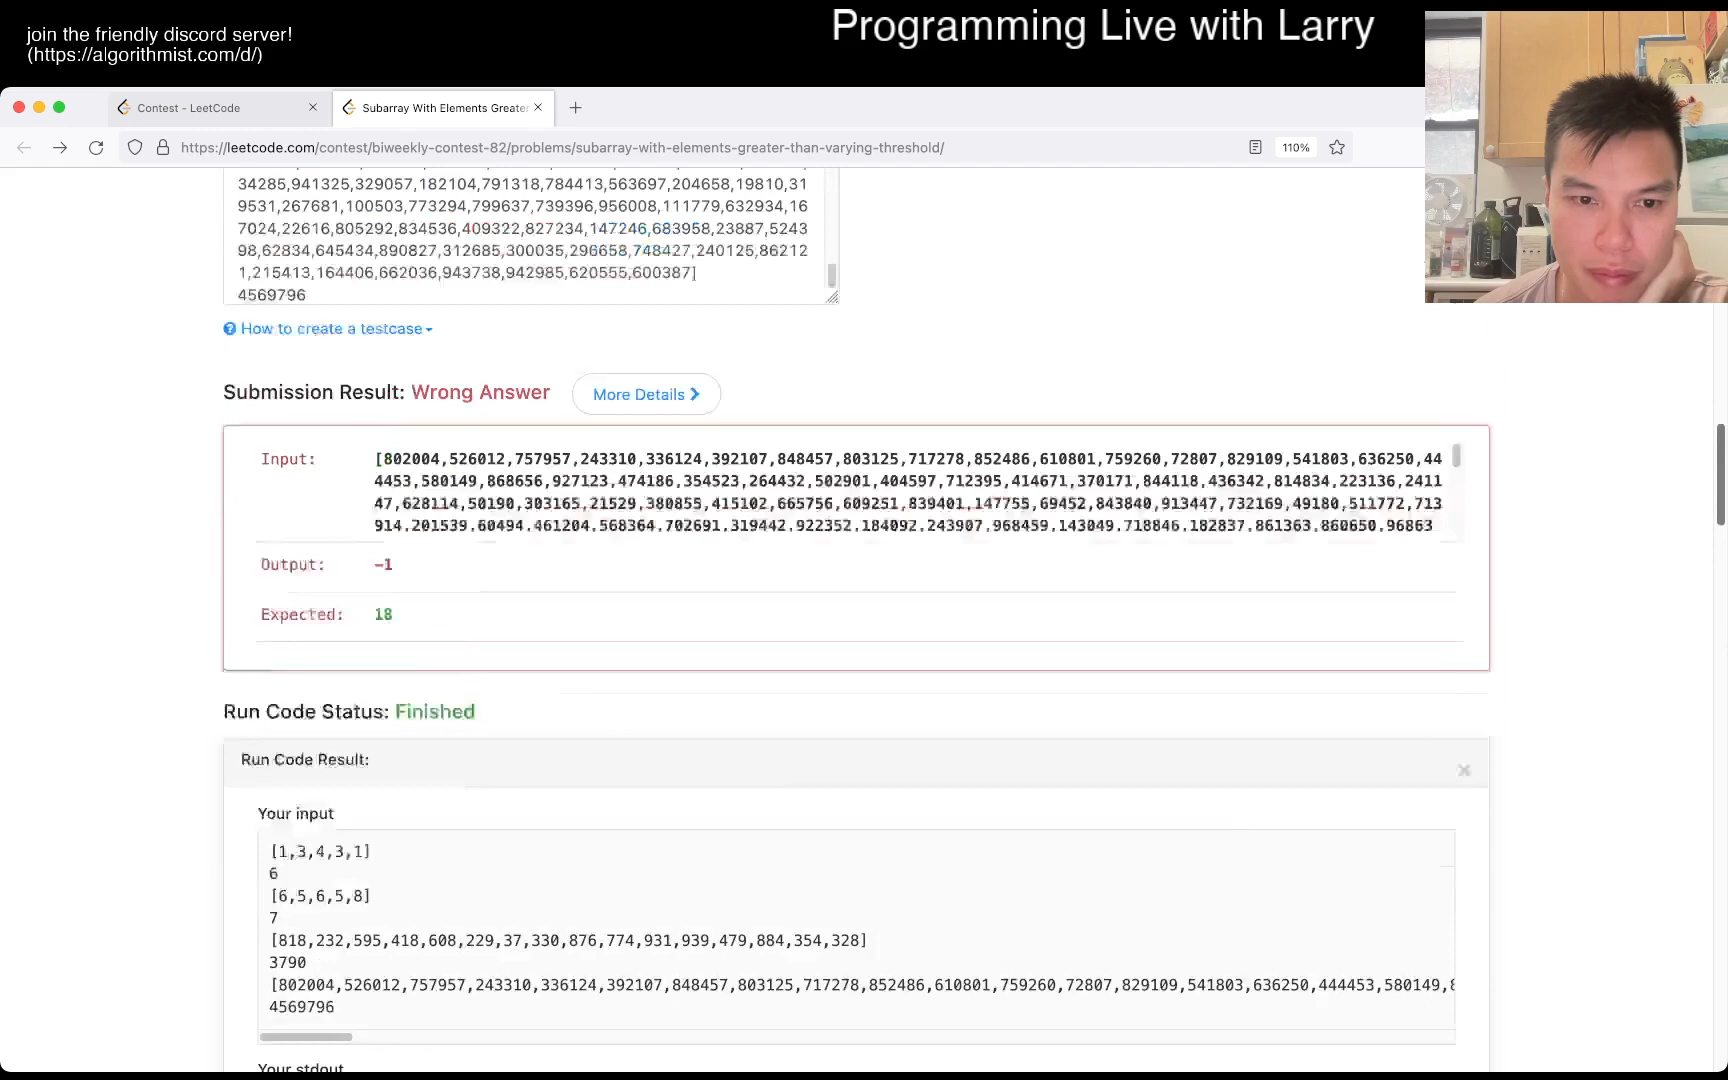 join the friendly discord server!
(https://algorithmist.com/d/)
Programming Live with Larry
Contest - LeetCode
Subarray With Elements Greater
https://leetcode.com/contest/biweekly-contest-82/problems/subarray-with-elements-greater-than-varying-threshold/
110%
34285,941325,329057,182104,791318,784413,563697,204658,19810,31
9531,267681,100503,773294,799637,739396,956008,111779,632934,16
7024,22616,805292,834536,409322,827234,147246,683958,23887,5243
98,62834,645434,890827,312685,300035,296658,748427,240125,86212
1,215413,164406,662036,943738,942985,620555,600387]
4569796
How to create a testcase
Submission Result: Wrong Answer
More Details
Input:
[802004,526012,757957,243310,336124,392107,848457,803125,717278,852486,610801,759260,72807,829109,541803,636250,44
4453,580149,868656,927123,474186,354523,264432,502901,404597,712395,414671,370171,844118,436342,814834,223136,2411
47,628114,50190,303165,21529,380855,415102,665756,609251,839401,147755,69452,843840,913447,732169,49180,511772,713
914,201539,60494,461204,568364,702691,319442,922352,184092,243907,968459,143049,718846,182837,861363,860650,96863
Output:
-1
Expected:
18
Run Code Status: Finished
Run Code Result:
Your input
[1,3,4,3,1]
6
[6,5,6,5,8]
7
[818,232,595,418,608,229,37,330,876,774,931,939,479,884,354,328]
3790
[802004,526012,757957,243310,336124,392107,848457,803125,717278,852486,610801,759260,72807,829109,541803,636250,444453,580149,8
4569796
Your stdout